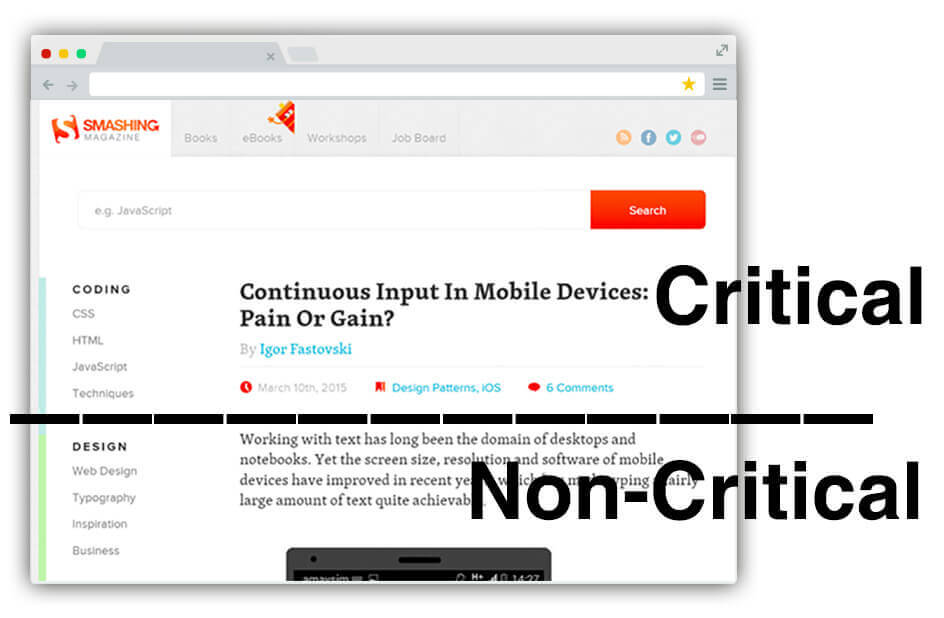 SMASHING
MAGAZINE
Books
eBooks
Workshops
Job Board
e.g. JavaScript
Search
CODING
CSS
HTML
JavaScript
Techniques
Continuous Input In Mobile Devices:
Pain Or Gain?
By Igor Fastovski
March 10th, 2015
Design Patterns, iOS
6 Comments
Critical
DESIGN
Web Design
Typography
Inspiration
Business
Working with text has long been the domain of desktops and
notebooks. Yet the screen size, resolution and software of mobile
devices have improved in recent
large amount of text quite achievable
Non-Critical
amaysim
H+ 14:27